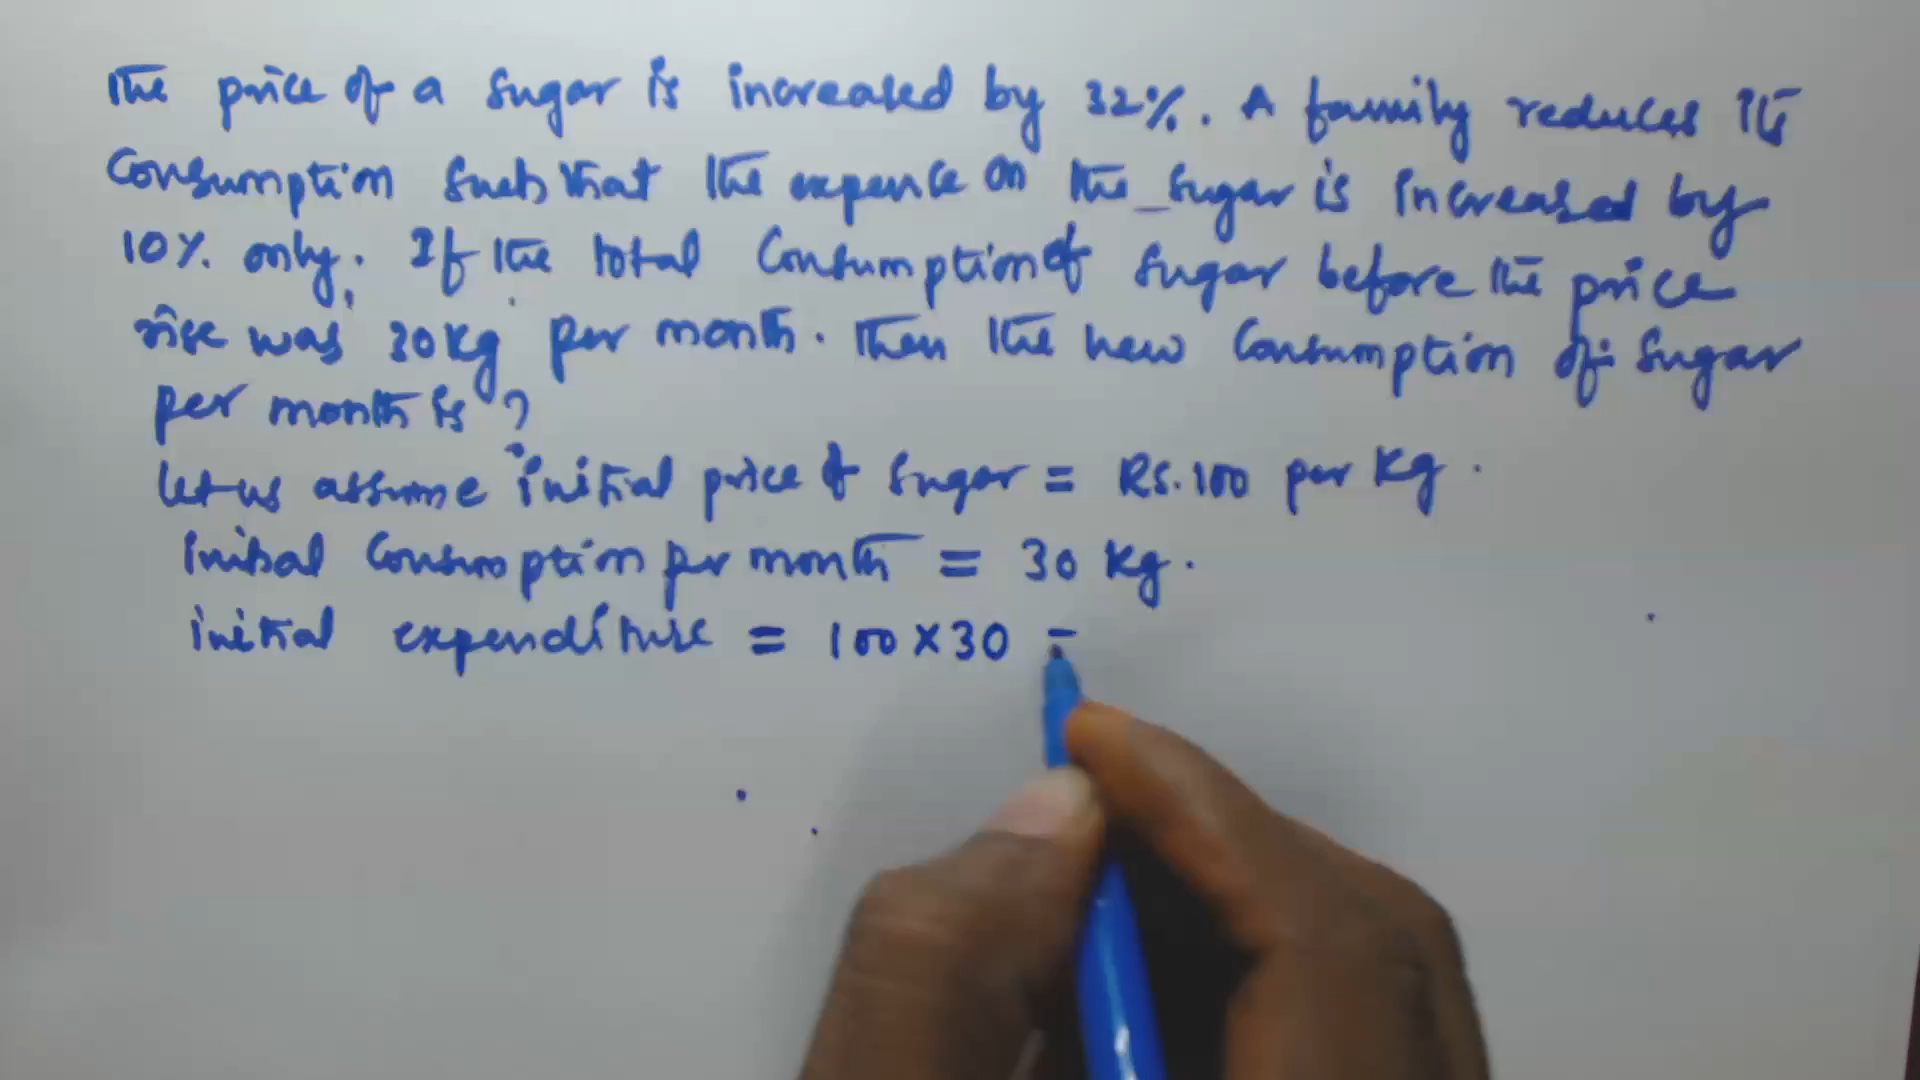 The price of a sugar is increased by 32%. A family reduces its
Consumption such that the expence on the sugar is increased by
10% only. If the total Consumption of sugar before the price
rise was 30 kg per month. Then the new Consumption of sugar
per month is?
Let us assume initial price of sugar = Rs. 100 per kg.
Initial Consumption per month = 30 kg.
initial expenditure = 100 × 30 =